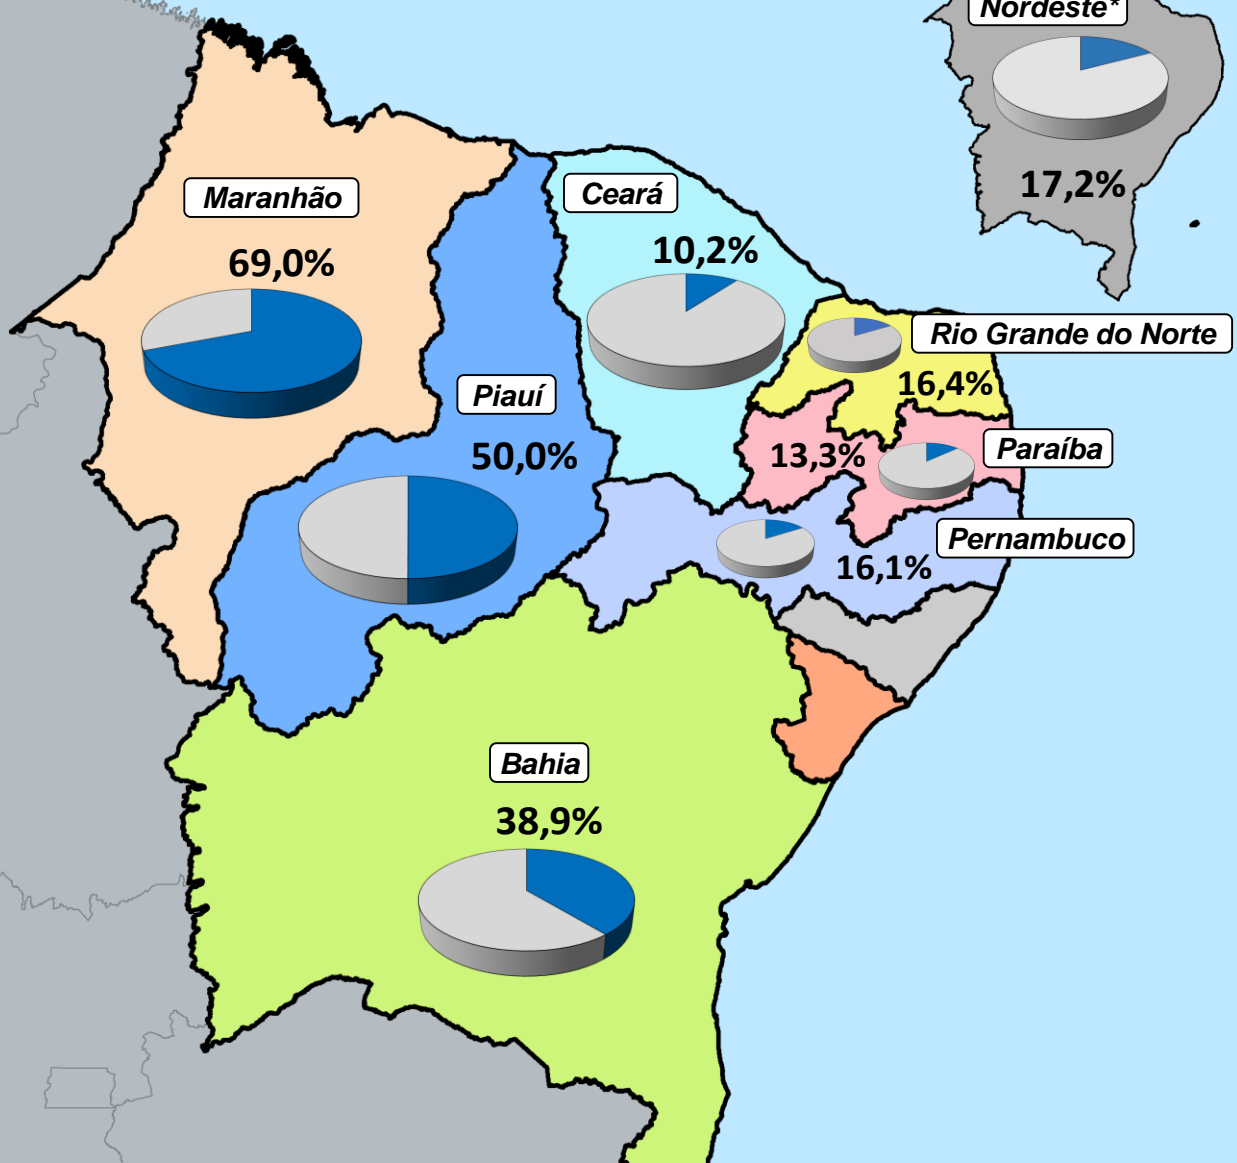 Nordeste*
17,2%
Maranhão
69,0%
Ceará
10,2%
Rio Grande do Norte
16,4%
Piauí
50,0%
Paraíba
13,3%
Pernambuco
16,1%
Bahia
38,9%